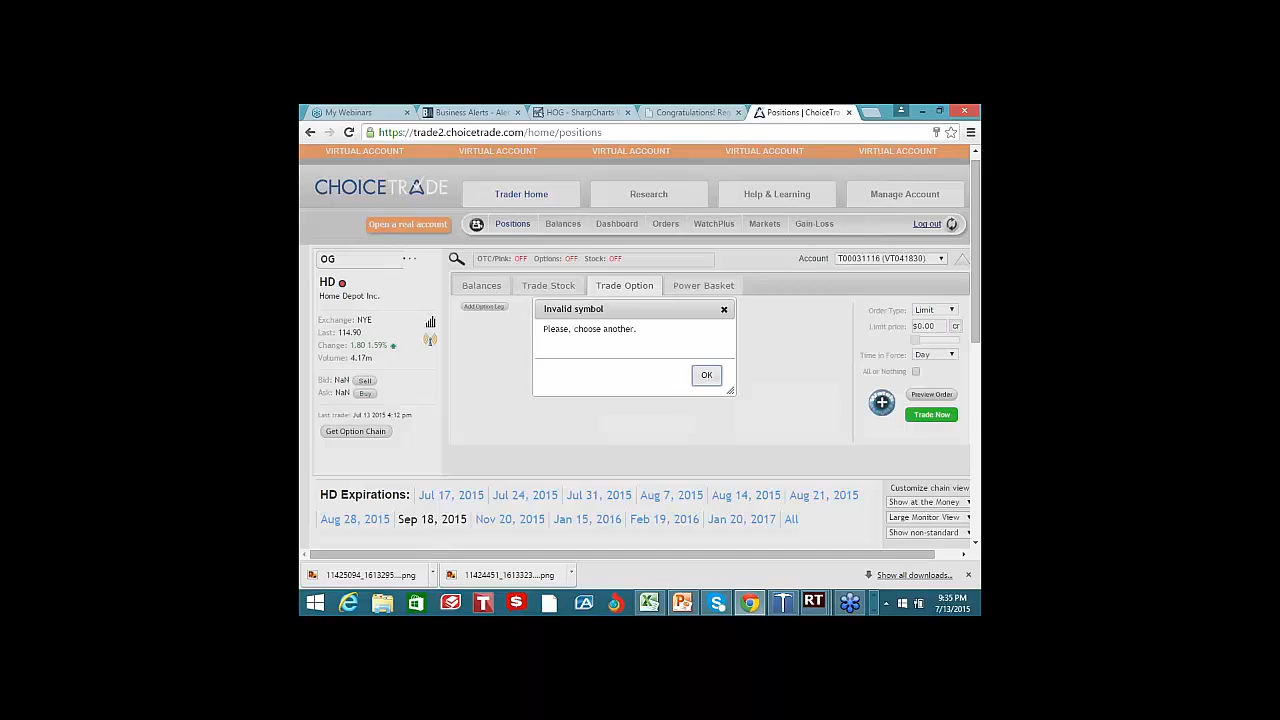 My Webinars
Business Alerts - Ale
HOG - SharpCharts
Congratulations! Re
Positions | ChoiceTra
https://trade2.choicetrade.com/home/positions
VIRTUAL ACCOUNT VIRTUAL ACCOUNT VIRTUAL ACCOUNT VIRTUAL ACCOUNT VIRTUAL ACCOUNT
CHOICETRADE
Trader Home Research Help & Learning Manage Account
Open a real account
Positions Balances Dashboard Orders WatchPlus Markets Gain-Loss Log out
OG ...
OTC/Pink: OFF Options: OFF Stock: OFF
Account T00031116 (VT041830)
HD
Home Depot Inc.
Exchange: NYE
Last: 114.90
Change: 1.80 1.59%
Volume: 4.17m
Bid: NaN Sell
Ask: NaN Buy
Last trade: Jul 13 2015 4:12 pm
Get Option Chain
Balances Trade Stock Trade Option Power Basket
Add Option Leg
Invalid symbol
Please, choose another.
OK
Order Type: Limit
Limit price: $0.00 cr
Time in Force: Day
All or Nothing
Preview Order
Trade Now
HD Expirations: Jul 17, 2015 Jul 24, 2015 Jul 31, 2015 Aug 7, 2015 Aug 14, 2015 Aug 21, 2015
Aug 28, 2015 Sep 18, 2015 Nov 20, 2015 Jan 15, 2016 Feb 19, 2016 Jan 20, 2017 All
Customize chain view
Show at the Money
Large Monitor View
Show non-standard
11425094_1613295....png
11424451_1613323....png
Show all downloads...
RT
9:35 PM
7/13/2015